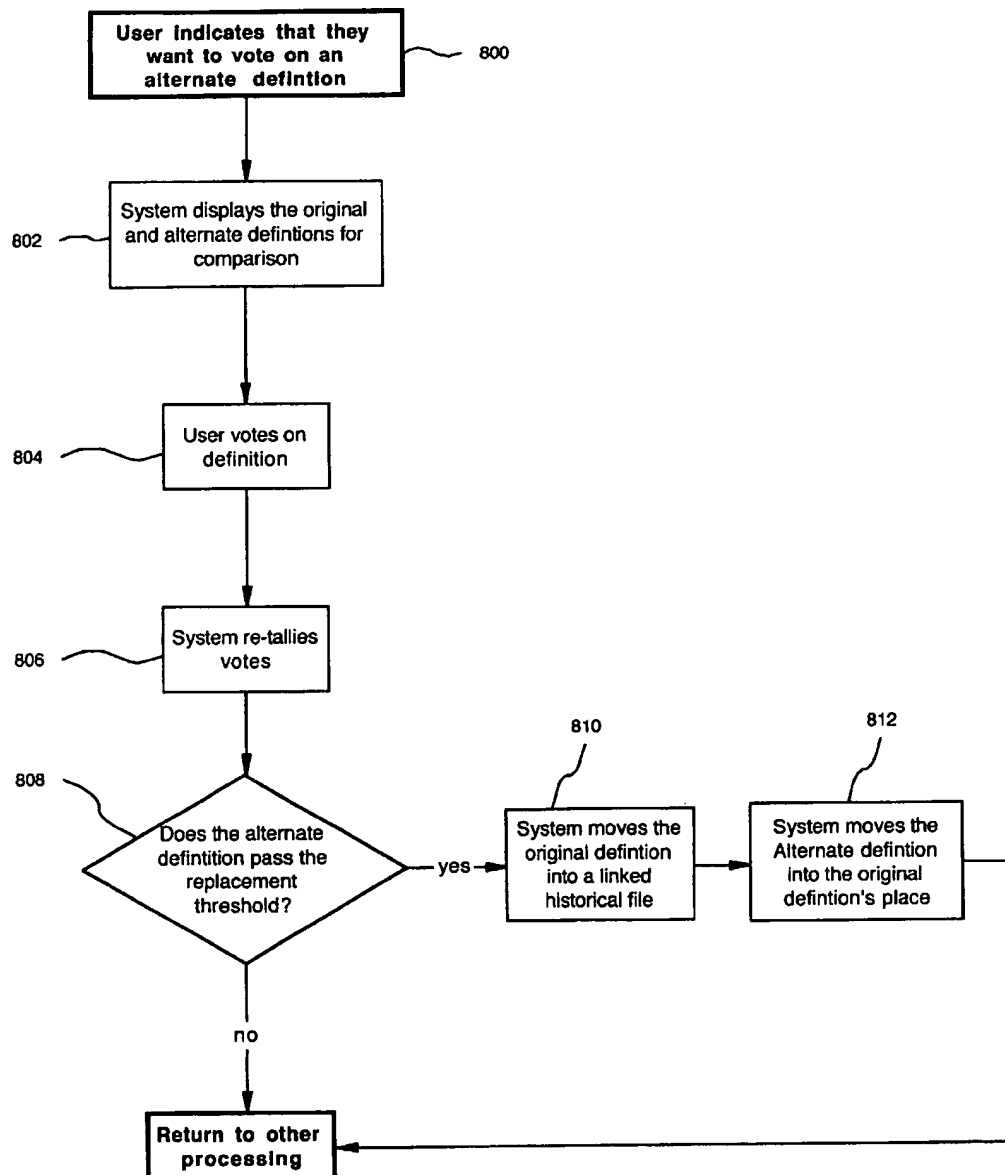 User indicates that they
want to vote on an
alternate defintion
800
System displays the original
and alternate defintions for
comparison
802
User votes on
definition
804
System re-tallies
votes
806
808
Does the alternate
defintition pass the
replacement
threshold?
yes
810
System moves the
original defintion
into a linked
historical file
812
System moves the
Alternate defintion
into the original
defintion's place
no
Return to other
processing